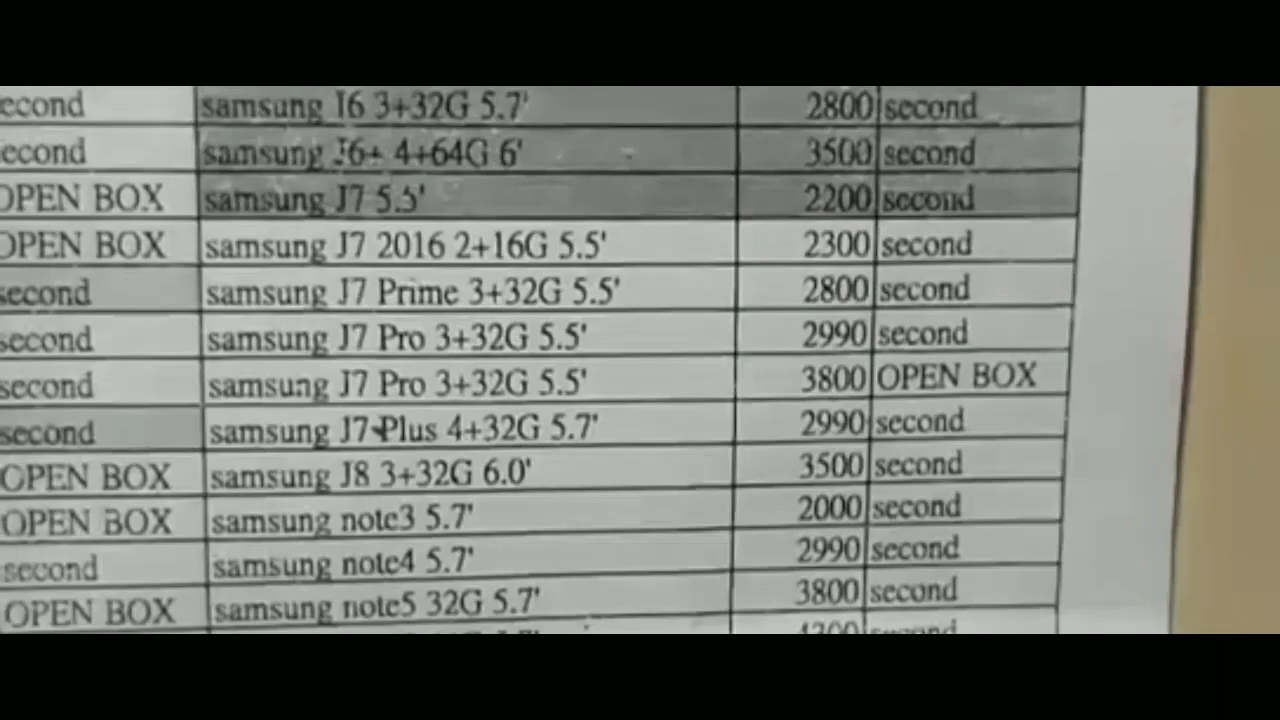 econd samsung J6 3+32G 5.7' 2800 second
econd samsung J6+ 4+64G 6' 3500 second
OPEN BOX samsung J7 5.5' 2200 second
OPEN BOX samsung J7 2016 2+16G 5.5' 2300 second
second samsung J7 Prime 3+32G 5.5' 2800 second
second samsung J7 Pro 3+32G 5.5' 2990 second
second samsung J7 Pro 3+32G 5.5' 3800 OPEN BOX
second samsung J7 Plus 4+32G 5.7' 2990 second
OPEN BOX samsung J8 3+32G 6.0' 3500 second
OPEN BOX samsung note3 5.7' 2000 second
second samsung note4 5.7' 2990 second
OPEN BOX samsung note5 32G 5.7' 3800 second
4300 second